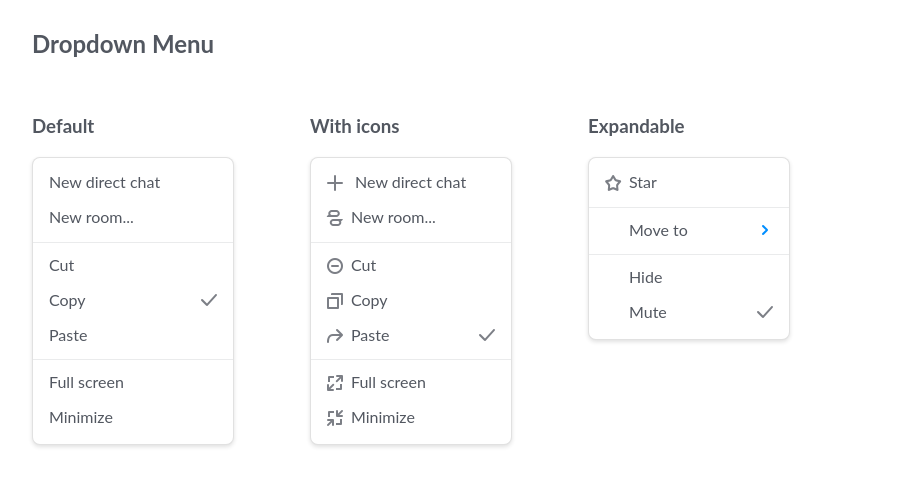 Dropdown Menu
Default
New direct chat
New room...
Cut
Copy
Paste
Full screen
Minimize
With icons
New direct chat
New room...
Cut
Copy
Paste
Full screen
Minimize
Expandable
Star
Move to
Hide
Mute